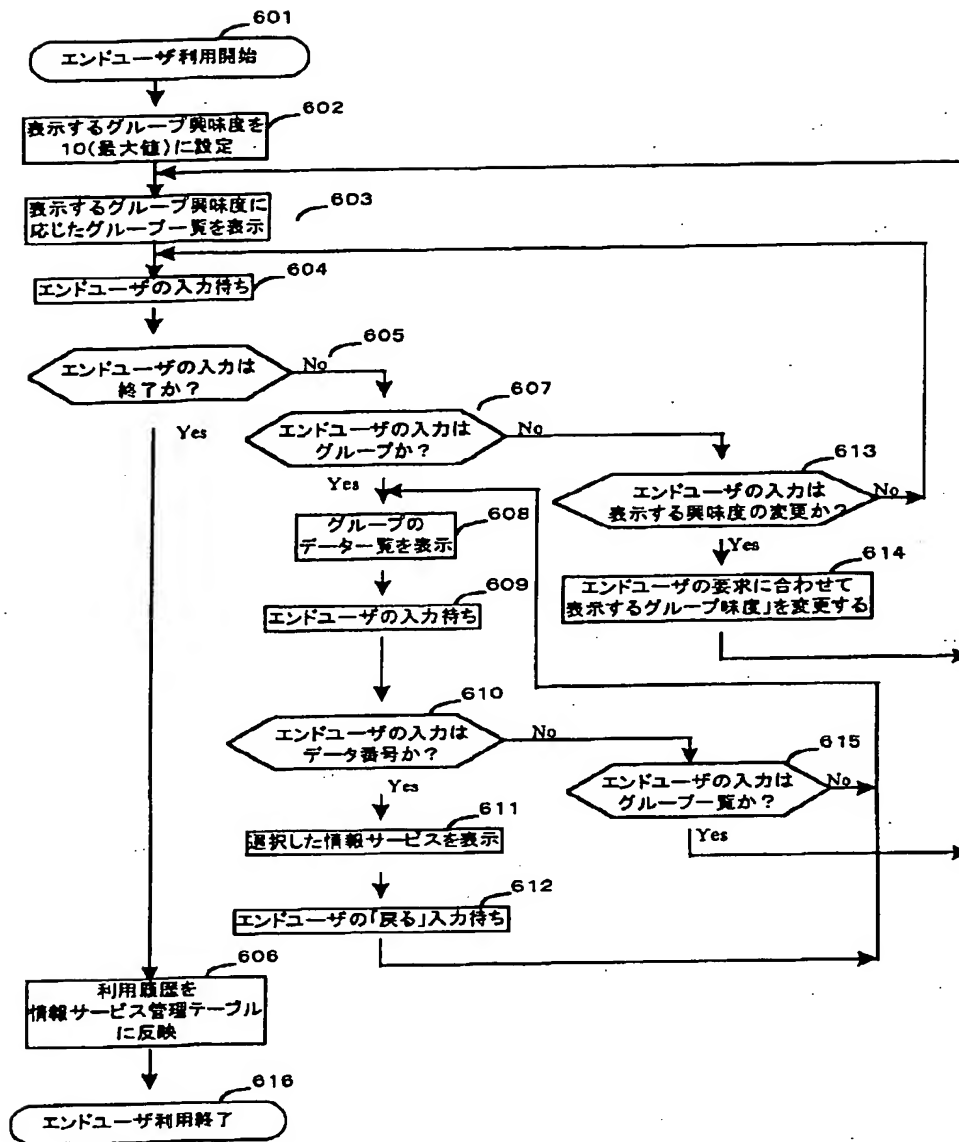 601
エンドユーザ利用開始
602
表示するグループ興味度を
10(最大値)に設定
603
表示するグループ興味度に
応じたグループ一覧を表示
604
エンドユーザの入力待ち
605
エンドユーザの入力は
終了か?
No
Yes
607
エンドユーザの入力は
グループか?
No
Yes
613
エンドユーザの入力は
表示する興味度の変更か?
No
Yes
608
グループの
データ一覧を表示
614
エンドユーザの要求に合わせて
表示するグループ味度」を変更する
609
エンドユーザの入力待ち
610
エンドユーザの入力は
データ番号か?
No
Yes
615
エンドユーザの入力は
グループ一覧か?
No
Yes
611
選択した情報サービスを表示
612
エンドユーザの「戻る」入力待ち
606
利用履歴を
情報サービス管理テーブル
に反映
616
エンドユーザ利用終了